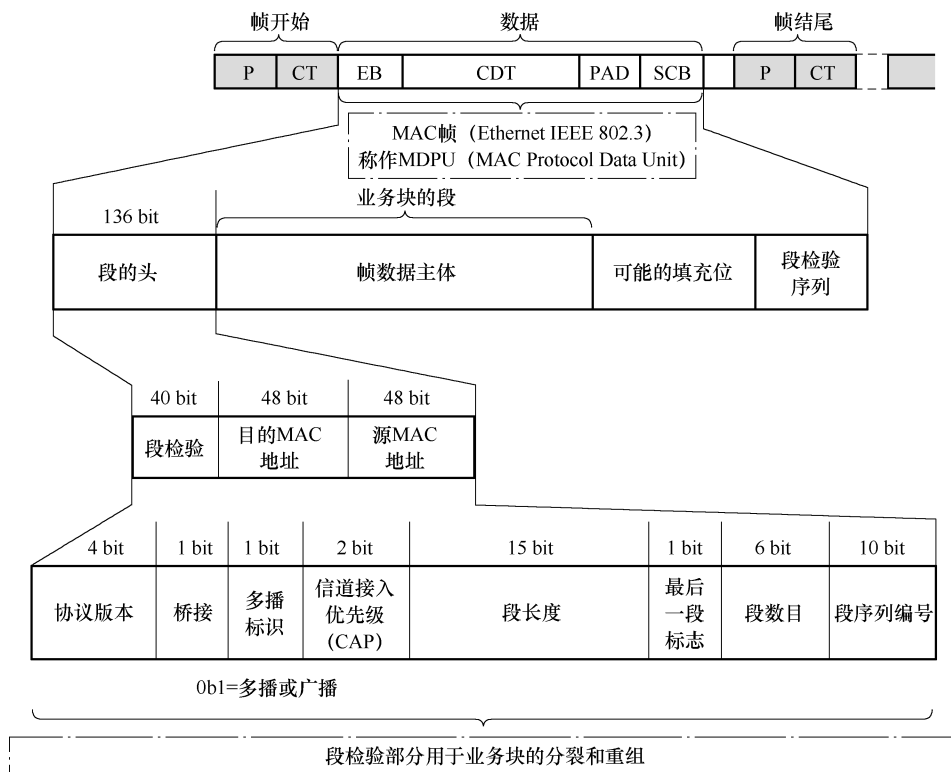 帧开始 数据 帧结尾
P CT EB CDT PAD SCB P CT
MAC帧（Ethernet IEEE 802.3）
称作MDPU（MAC Protocol Data Unit）
业务块的段
136 bit
段的头 帧数据主体 可能的填充位 段检验
序列
40 bit 48 bit 48 bit
段检验 目的MAC
地址 源MAC
地址
4 bit 1 bit 1 bit 2 bit 15 bit 1 bit 6 bit 10 bit
协议版本 桥接 多播
标识 信道接入
优先级
（CAP） 段长度 最后
一段
标志 段数目 段序列编号
0b1=多播或广播
段检验部分用于业务块的分裂和重组